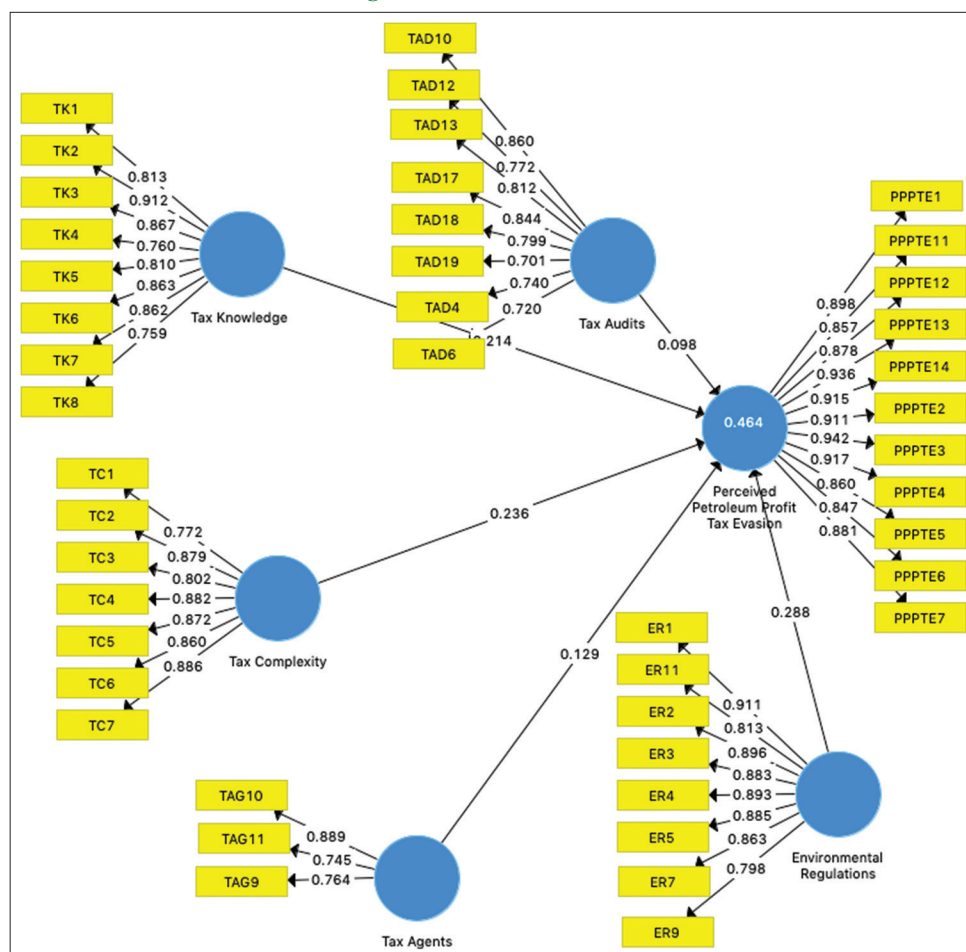 TAD10
TAD12
TAD13
TAD17
TAD18
TAD19
TAD4
TAD6
0.860
0.772
0.812
0.844
0.799
0.701
0.740
0.720
Tax Audits
0.098
TK1
TK2
TK3
TK4
TK5
TK6
TK7
TK8
0.813
0.912
0.867
0.760
0.810
0.863
0.862
0.759
Tax Knowledge
0.214
PPPTE1
PPPTE11
PPPTE12
PPPTE13
PPPTE14
PPPTE2
PPPTE3
PPPTE4
PPPTE5
PPPTE6
PPPTE7
0.898
0.857
0.878
0.936
0.915
0.911
0.942
0.917
0.860
0.847
0.881
0.464
Perceived
Petroleum Profit
Tax Evasion
TC1
TC2
TC3
TC4
TC5
TC6
TC7
0.772
0.879
0.802
0.882
0.872
0.860
0.886
Tax Complexity
0.236
0.129
0.288
ER1
ER11
ER2
ER3
ER4
ER5
ER7
ER9
0.911
0.813
0.896
0.883
0.893
0.885
0.863
0.798
Environmental
Regulations
TAG10
TAG11
TAG9
0.889
0.745
0.764
Tax Agents